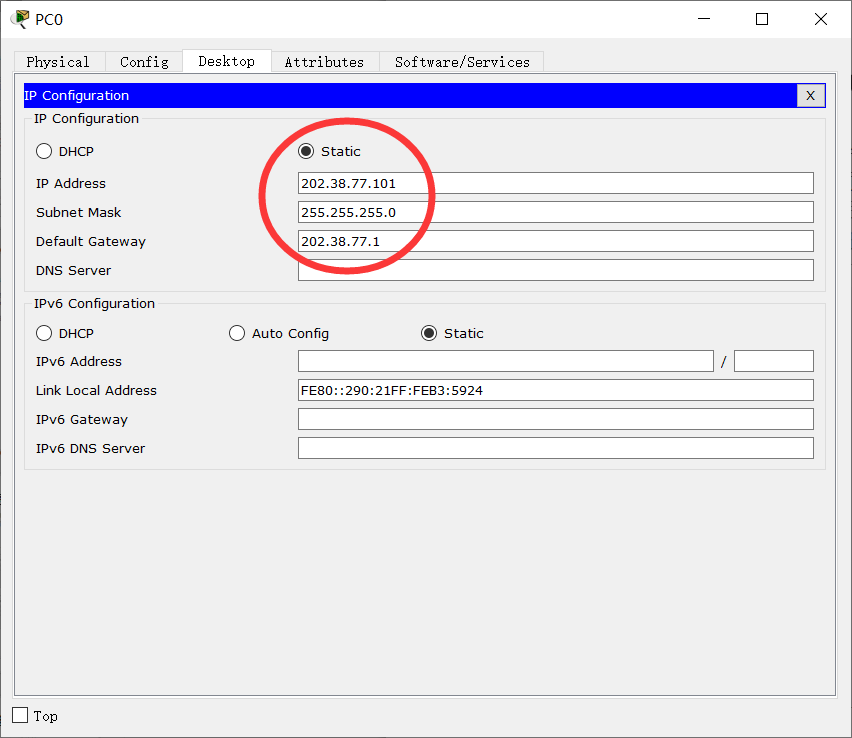 PC0
Physical Config Desktop Attributes Software/Services
IP Configuration X
IP Configuration
DHCP Static
IP Address 202.38.77.101
Subnet Mask 255.255.255.0
Default Gateway 202.38.77.1
DNS Server
IPv6 Configuration
DHCP Auto Config Static
IPv6 Address /
Link Local Address FE80::290:21FF:FEB3:5924
IPv6 Gateway
IPv6 DNS Server
Top